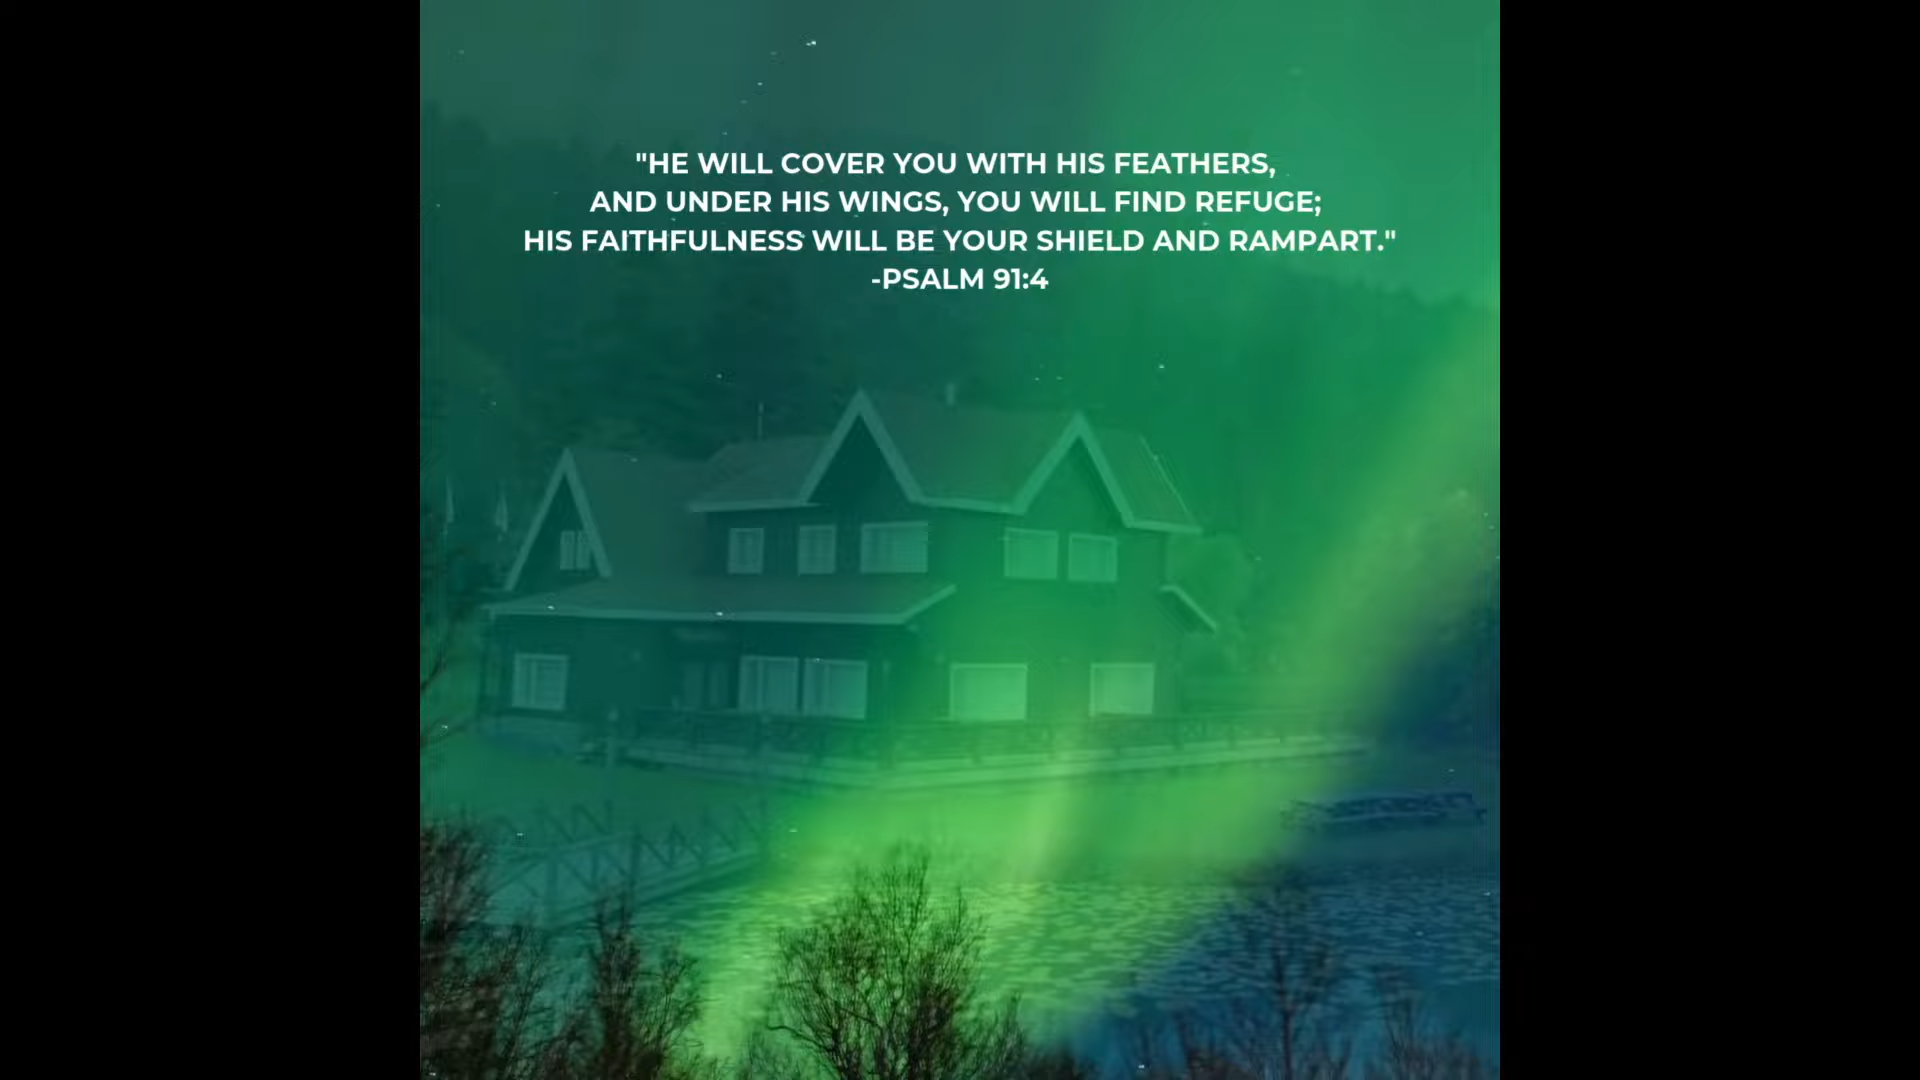 "HE WILL COVER YOU WITH HIS FEATHERS,
AND UNDER HIS WINGS, YOU WILL FIND REFUGE;
HIS FAITHFULNESS WILL BE YOUR SHIELD AND RAMPART."
-PSALM 91:4